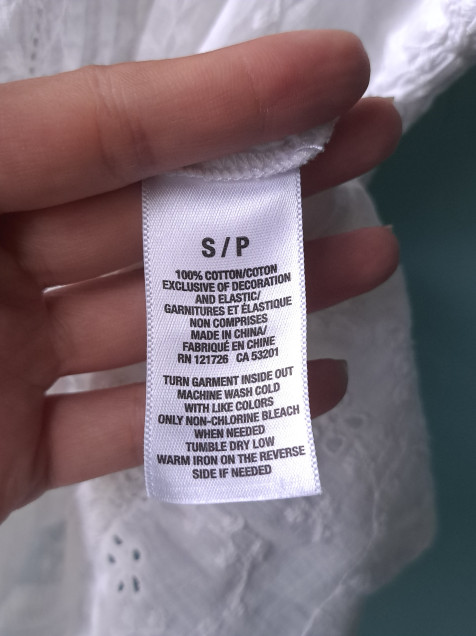 S/P
100% COTTON/COTON
EXCLUSIVE OF DECORATION
AND ELASTIC/
GARNITURES ET ÉLASTIQUE
NON COMPRISES
MADE IN CHINA/
FABRIQUÉ EN CHINE
RN 121726 CA 53201
TURN GARMENT INSIDE OUT
MACHINE WASH COLD
WITH LIKE COLORS
ONLY NON-CHLORINE BLEACH
WHEN NEEDED
TUMBLE DRY LOW
WARM IRON ON THE REVERSE
SIDE IF NEEDED